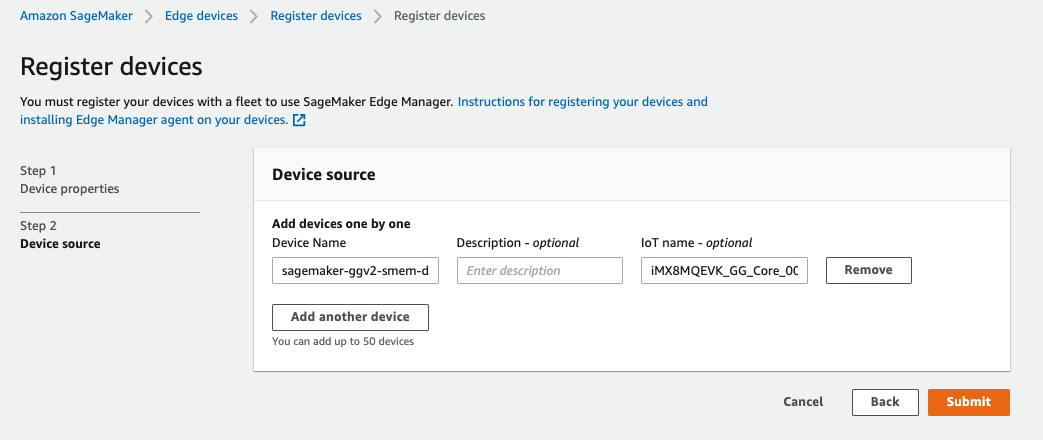 Amazon SageMaker > Edge devices > Register devices > Register devices
Register devices
You must register your devices with a fleet to use SageMaker Edge Manager. Instructions for registering your devices and
installing Edge Manager agent on your devices.
Step 1
Device properties
Step 2
Device source
Device source
Add devices one by one
Device Name Description - optional IoT name - optional
sagemaker-ggv2-smem-d Enter description iMX8MQEVK_GG_Core_00 Remove
Add another device
You can add up to 50 devices
Cancel Back Submit